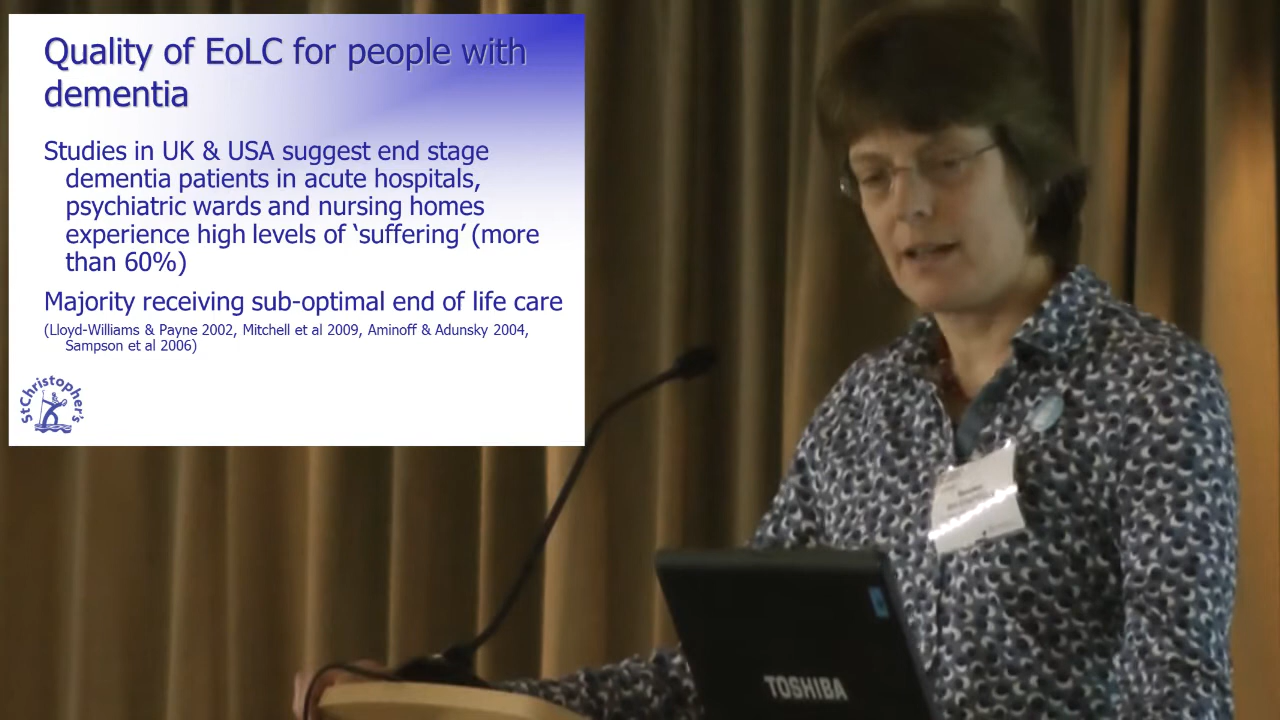 Quality of EoLC for people with
dementia
Studies in UK & USA suggest end stage
dementia patients in acute hospitals,
psychiatric wards and nursing homes
experience high levels of ‘suffering’ (more
than 60%)
Majority receiving sub-optimal end of life care
(Lloyd-Williams & Payne 2002, Mitchell et al 2009, Aminoff & Adunsky 2004,
Sampson et al 2006)
StChristopher's
TOSHIBA